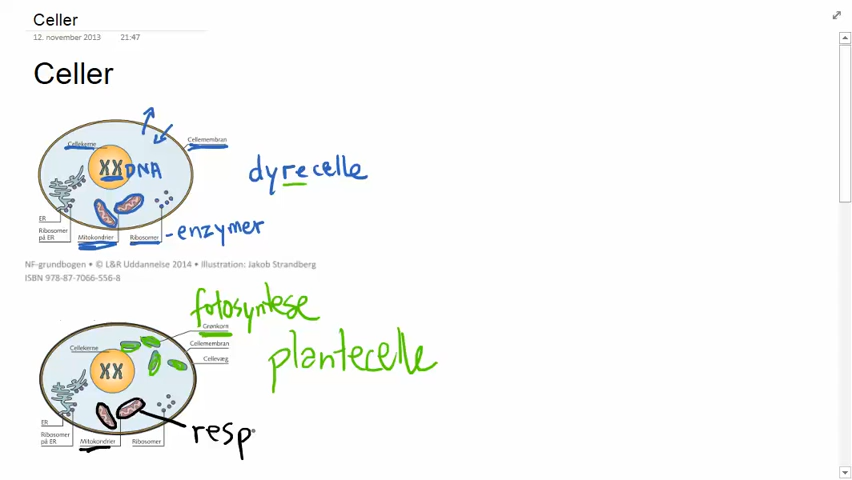 Celler
12. november 2013 21:47
Celler
Cellekerne
Cellemembran
XX DNA
dyrecelle
ER
Ribosomer på ER
Mitokondrier
Ribosomer
-enzymer
NF-grundbogen • © L&R Uddannelse 2014 • Illustration: Jakob Strandberg
ISBN 978-87-7066-556-8
fotosyntese
Grønkorn
Cellekerne
Cellemembran
Cellevæg
plantecelle
XX
ER
Ribosomer på ER
Mitokondrier
Ribosomer
resp